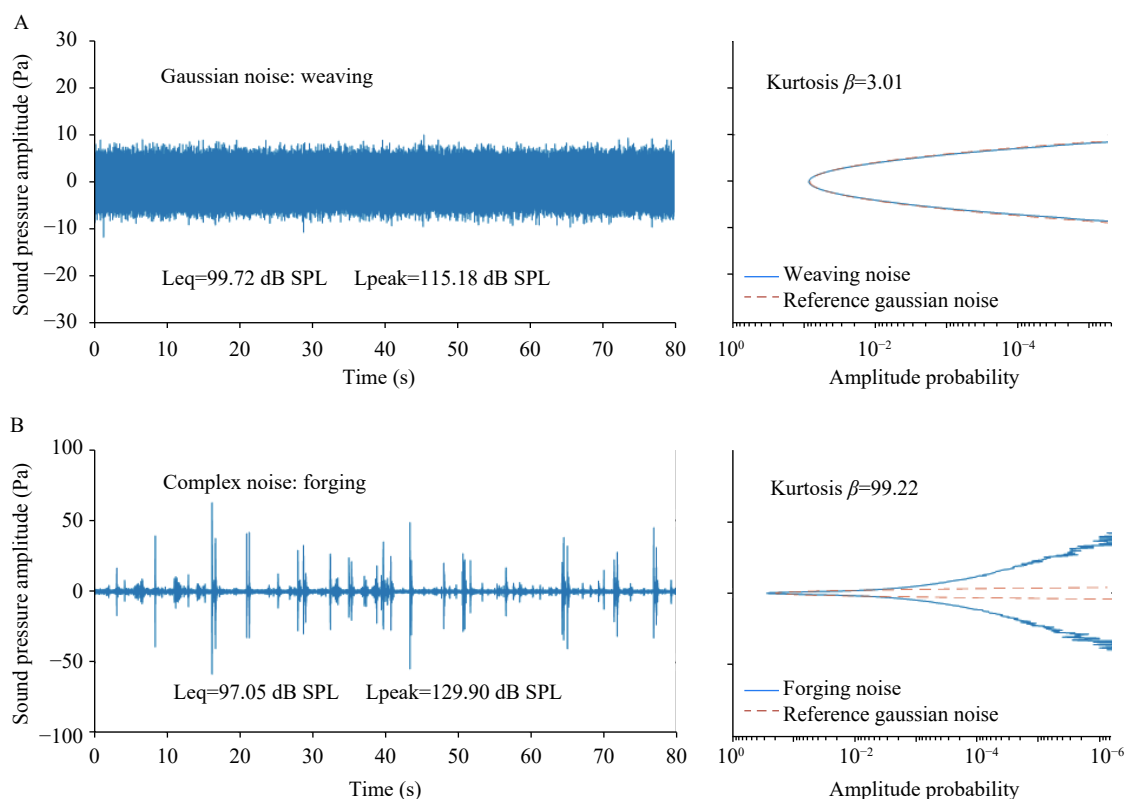 A
Sound pressure amplitude (Pa)
30
20
10
0
−10
−20
−30
Gaussian noise: weaving
Leq=99.72 dB SPL Lpeak=115.18 dB SPL
0 10 20 30 40 50 60 70 80
Time (s)
Kurtosis β=3.01
Weaving noise
Reference gaussian noise
10⁰ 10⁻² 10⁻⁴
Amplitude probability
B
Sound pressure amplitude (Pa)
100
50
0
−50
−100
Complex noise: forging
Leq=97.05 dB SPL Lpeak=129.90 dB SPL
0 10 20 30 40 50 60 70 80
Time (s)
Kurtosis β=99.22
Forging noise
Reference gaussian noise
10⁰ 10⁻² 10⁻⁴ 10⁻⁶
Amplitude probability